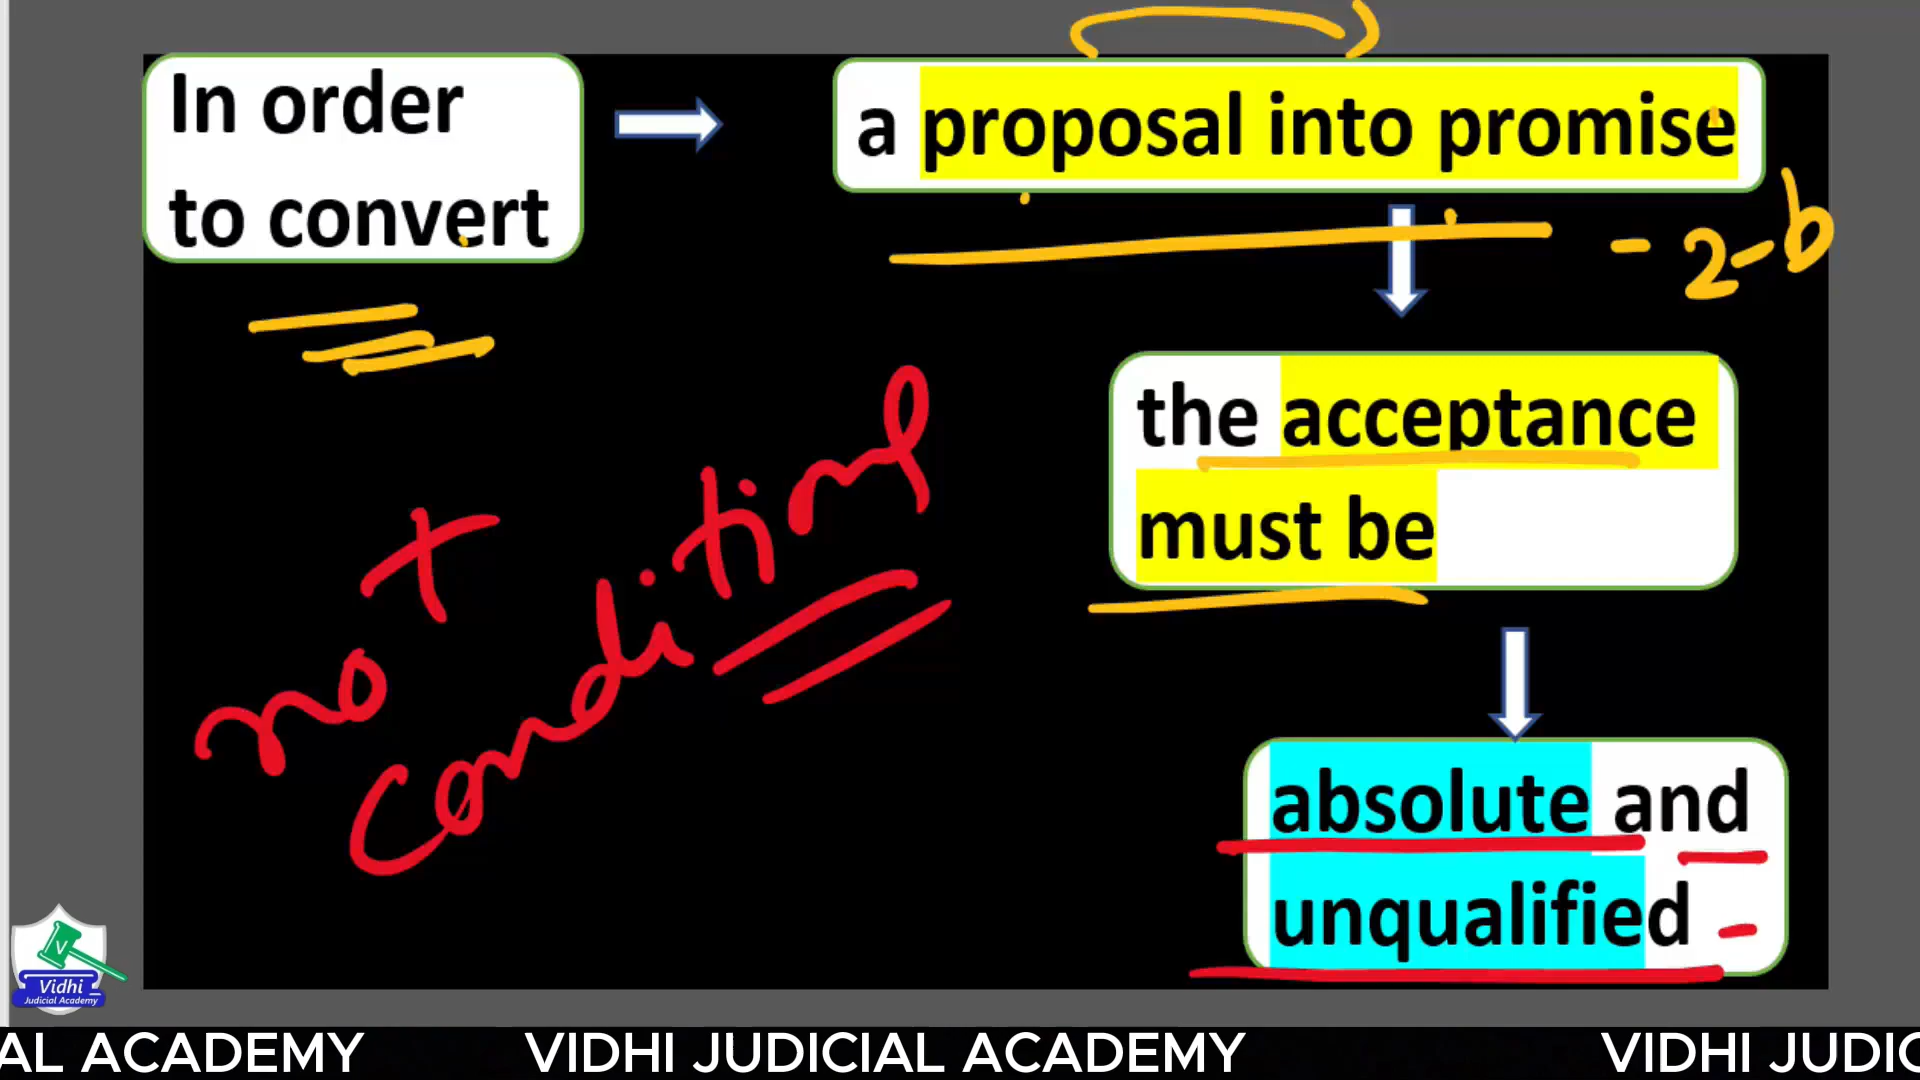 In order
to convert
a proposal into promise
- 2-b
the acceptance
must be
not
conditional
absolute and
unqualified -
V
Vidhi
Judicial Academy
AL ACADEMY VIDHI JUDICIAL ACADEMY VIDHI JUDIC